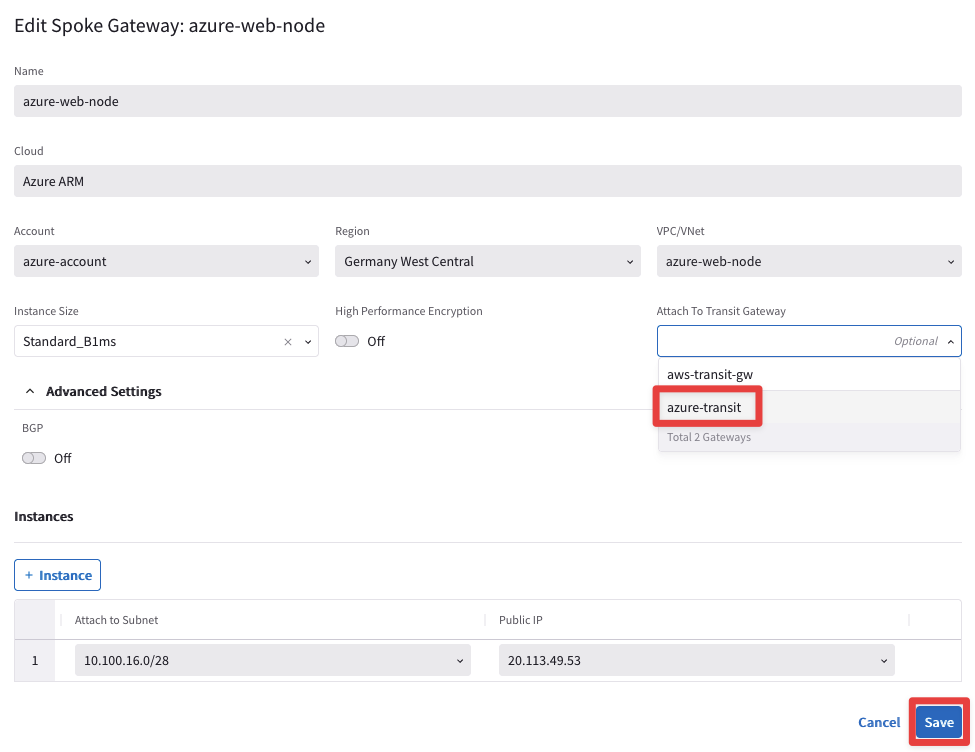 Edit Spoke Gateway: azure-web-node
Name
azure-web-node
Cloud
Azure ARM
Account
Region
VPC/VNet
azure-account
Germany West Central
azure-web-node
Instance Size
High Performance Encryption
Attach To Transit Gateway
Standard_B1ms
Off
Optional
aws-transit-gw
azure-transit
Total 2 Gateways
Advanced Settings
BGP
Off
Instances
+ Instance
Attach to Subnet
Public IP
1
10.100.16.0/28
20.113.49.53
Cancel
Save